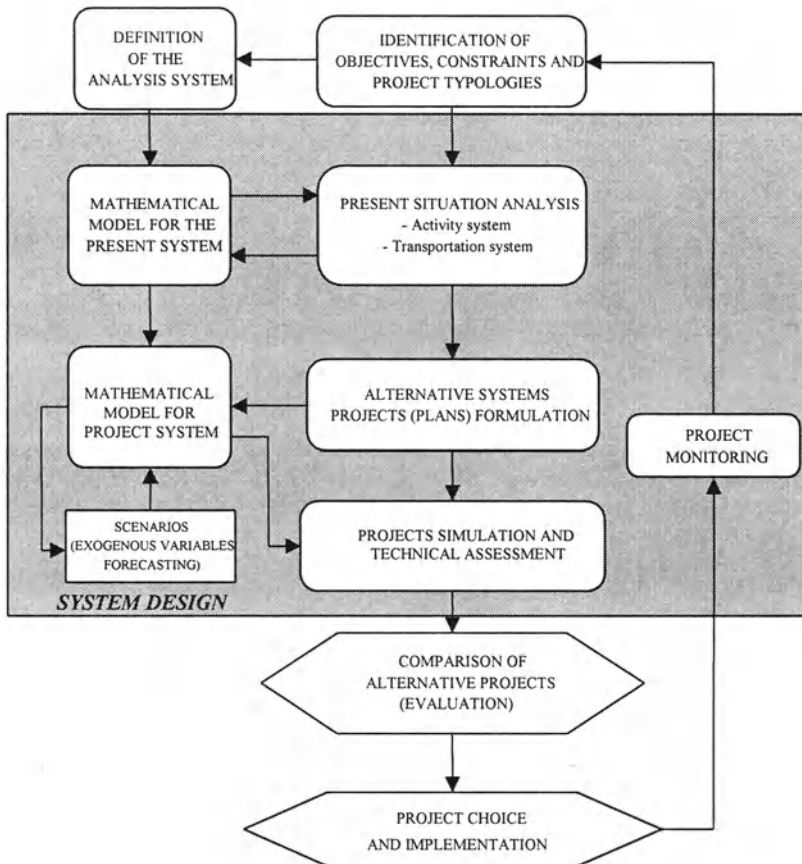 DEFINITION
OF THE
ANALYSIS SYSTEM
IDENTIFICATION OF
OBJECTIVES, CONSTRAINTS AND
PROJECT TYPOLOGIES
MATHEMATICAL
MODEL FOR THE
PRESENT SYSTEM
PRESENT SITUATION ANALYSIS
- Activity system
- Transportation system
MATHEMATICAL
MODEL FOR
PROJECT SYSTEM
ALTERNATIVE SYSTEMS
PROJECTS (PLANS) FORMULATION
PROJECT
MONITORING
SCENARIOS
(EXOGENOUS VARIABLES
FORECASTING)
PROJECTS SIMULATION AND
TECHNICAL ASSESSMENT
SYSTEM DESIGN
COMPARISON OF
ALTERNATIVE PROJECTS
(EVALUATION)
PROJECT CHOICE
AND IMPLEMENTATION